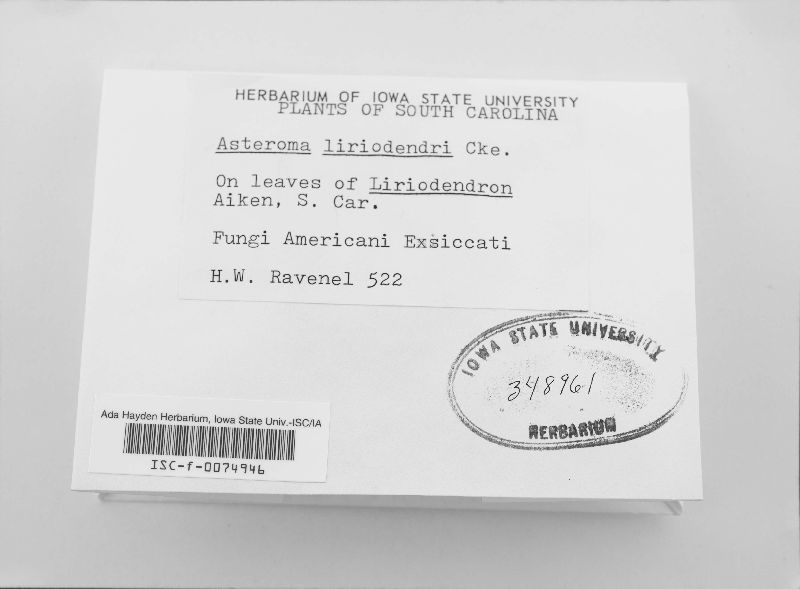 HERBARIUM OF IOWA STATE UNIVERSITY
PLANTS OF SOUTH CAROLINA
Asteroma liriodendri Cke.
On leaves of Liriodendron
Aiken, S. Car.
Fungi Americani Exsiccati
H.W. Ravenel 522
IOWA STATE UNIVERSITY
348961
HERBARIUM
Ada Hayden Herbarium, Iowa State Univ.-ISC/IA
ISC-f-0074946